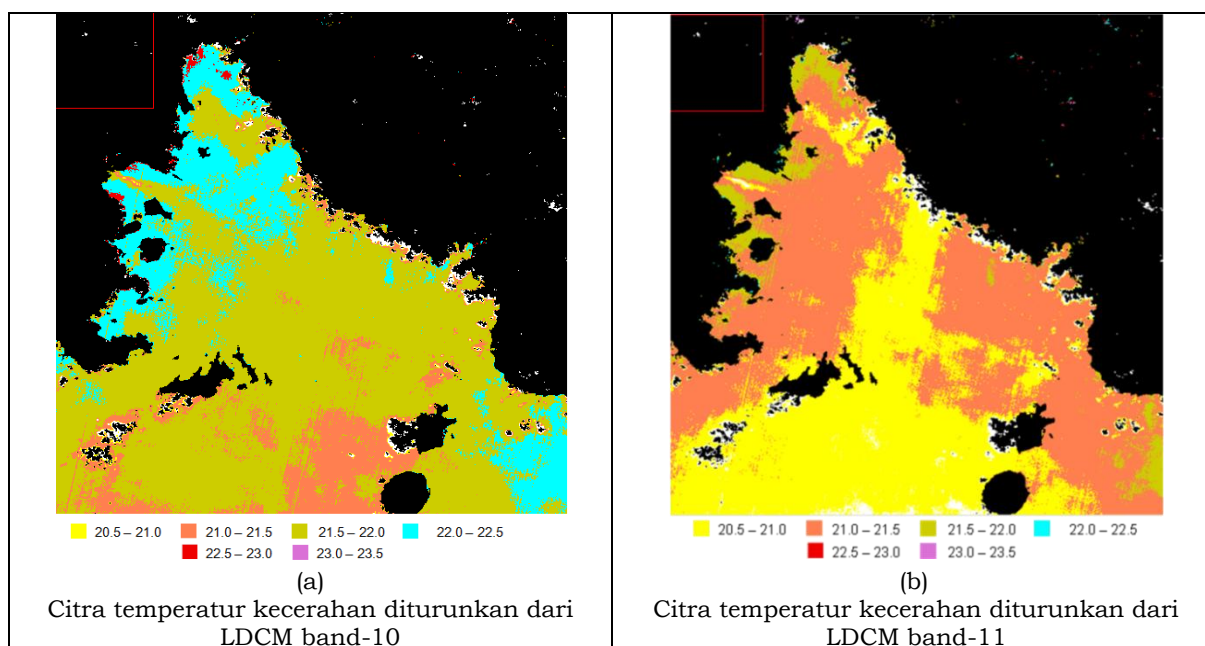 20.5 – 21.0 21.0 – 21.5 21.5 – 22.0 22.0 – 22.5
22.5 – 23.0 23.0 – 23.5
(a)
Citra temperatur kecerahan diturunkan dari
LDCM band-10
20.5 – 21.0 21.0 – 21.5 21.5 – 22.0 22.0 – 22.5
22.5 – 23.0 23.0 – 23.5
(b)
Citra temperatur kecerahan diturunkan dari
LDCM band-11